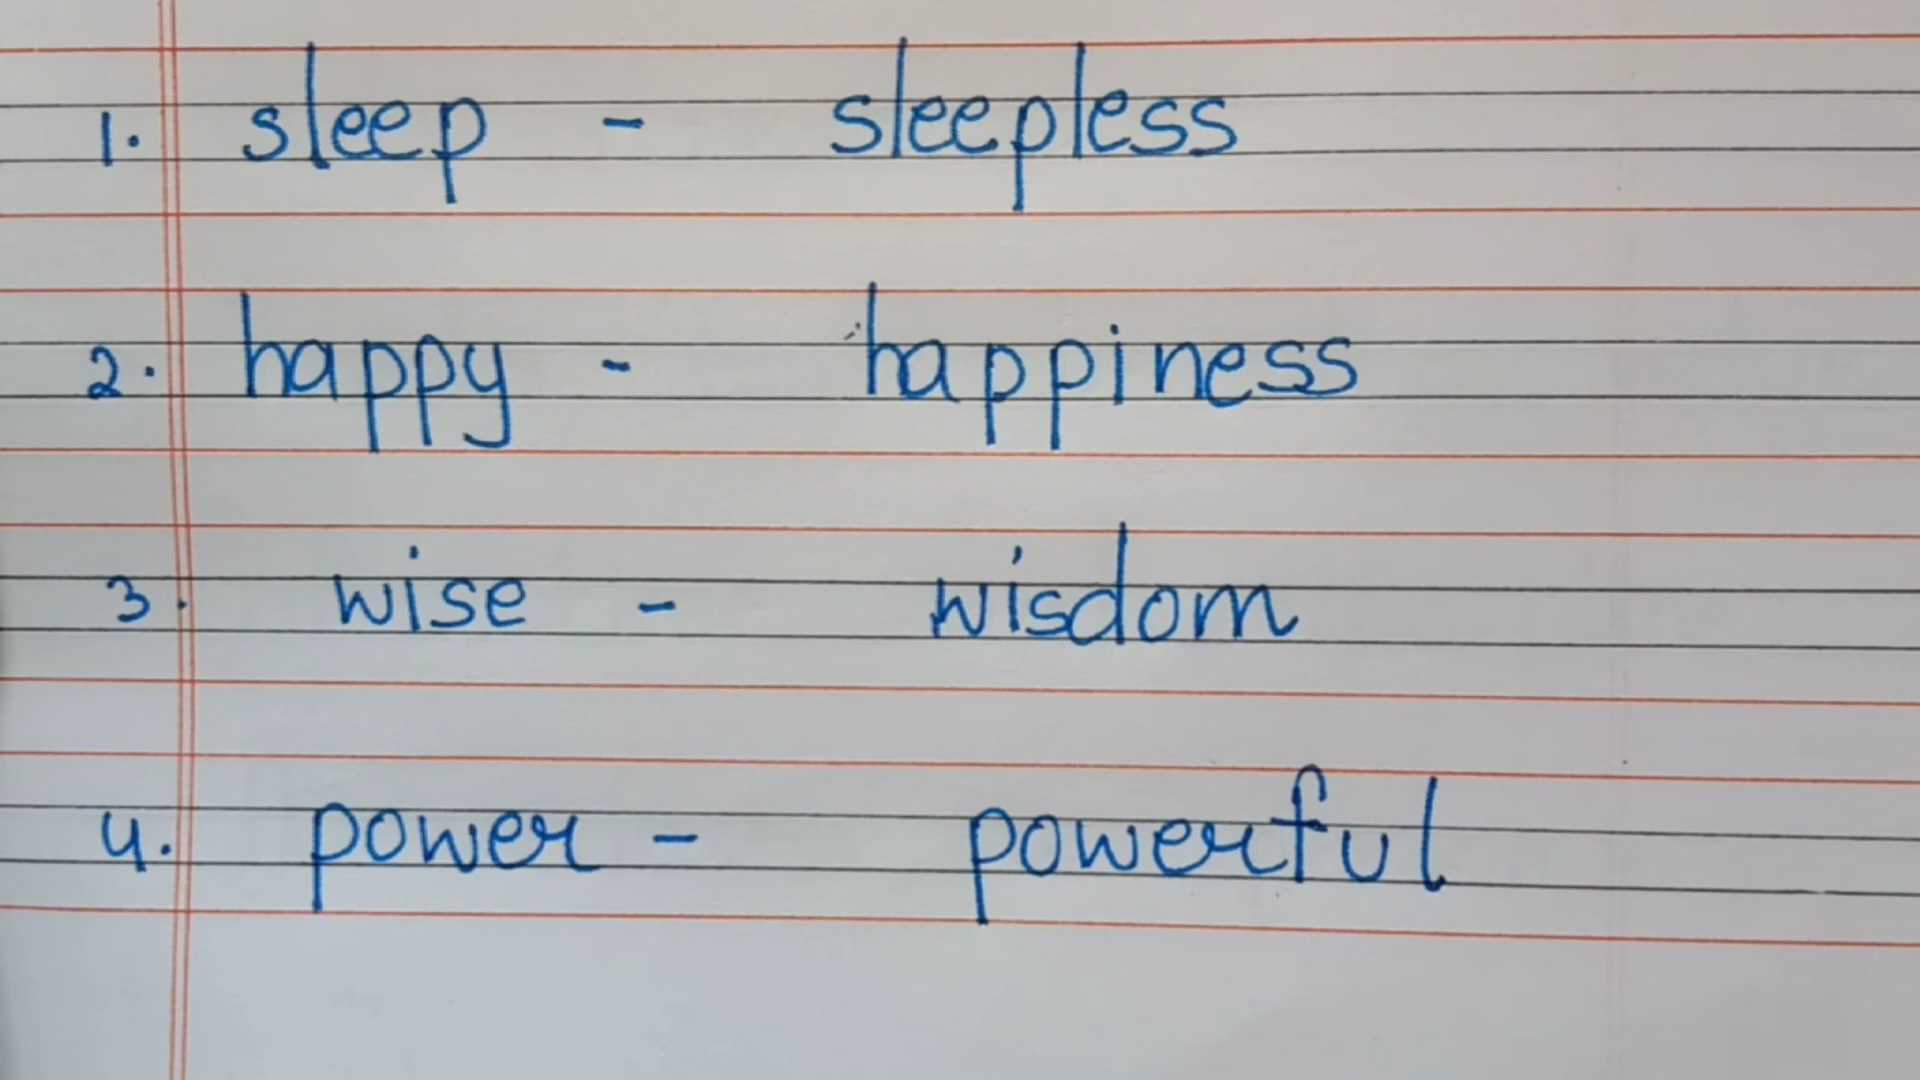 1. sleep - sleepless
2. happy - happiness
3. wise - wisdom
4. power - powerful